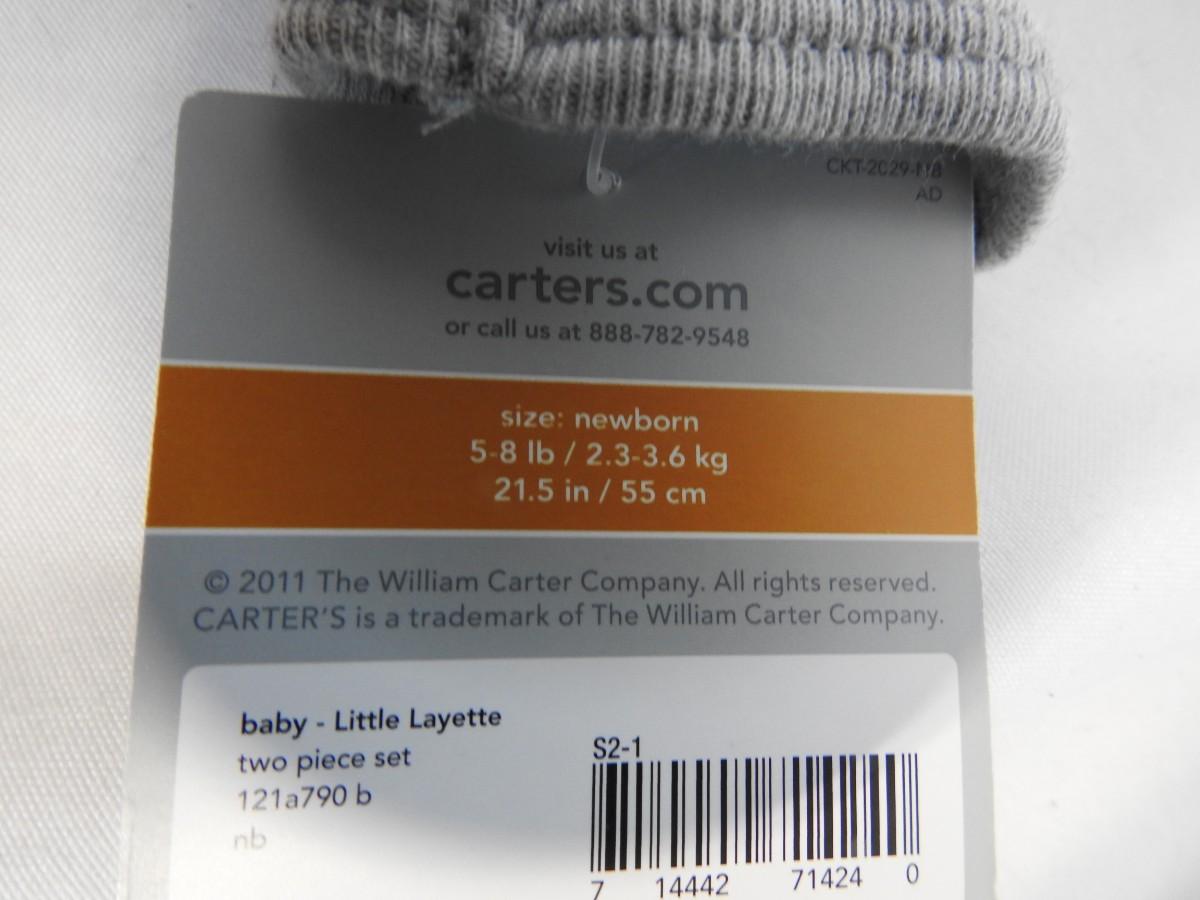 CKT-2029-NB
AD
visit us at
carters.com
or call us at 888-782-9548
size: newborn
5-8 lb / 2.3-3.6 kg
21.5 in / 55 cm
© 2011 The William Carter Company. All rights reserved.
CARTER'S is a trademark of The William Carter Company.
baby - Little Layette
two piece set
121a790 b
nb
S2-1
7 14442 71424 0